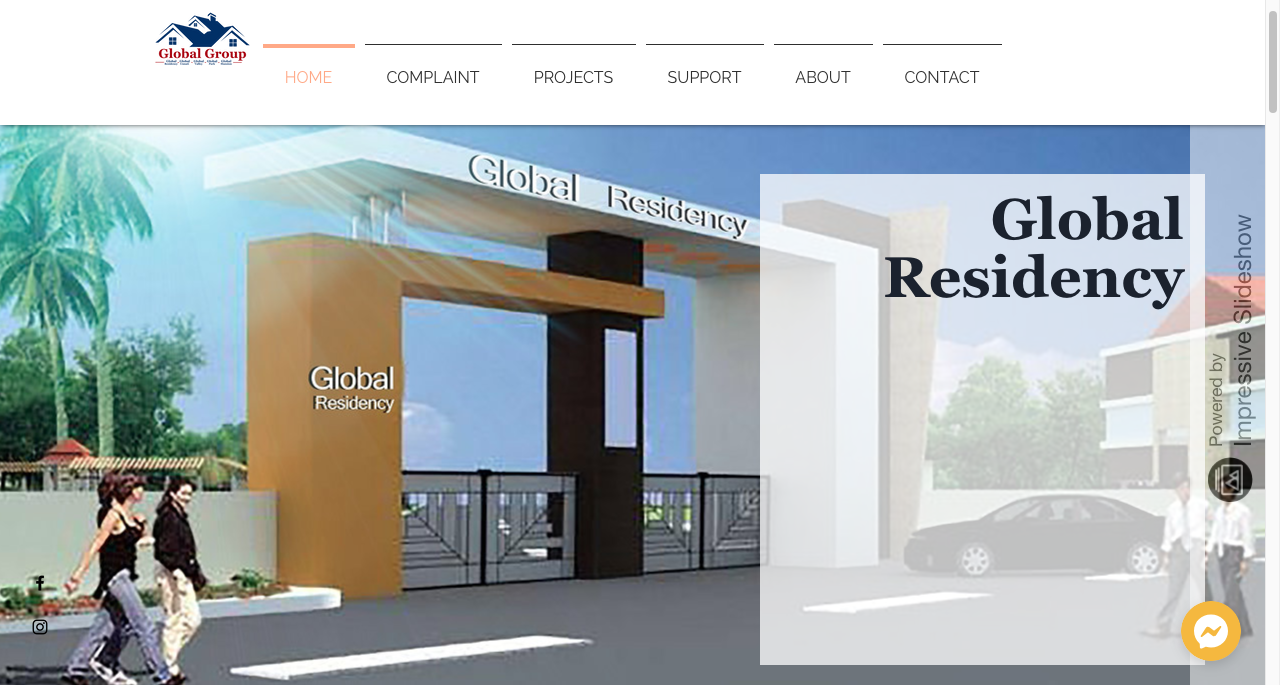 Global Group
HOME
COMPLAINT
PROJECTS
SUPPORT
ABOUT
CONTACT
Global Residency
Global
Residency
Global
Residency
Powered by
Impressive Slideshow